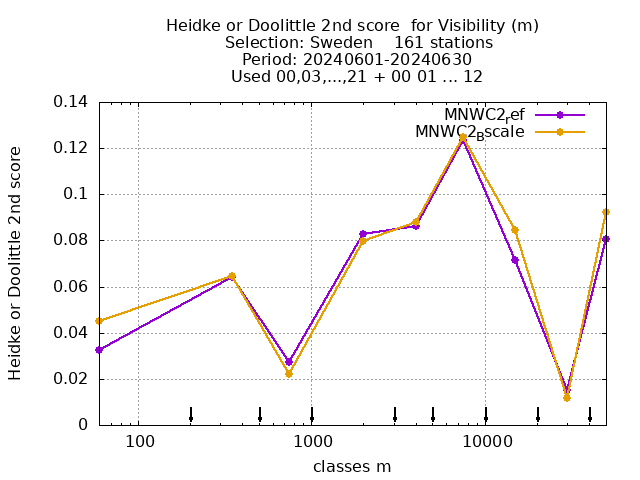 Heidke or Doolittle 2nd score  for Visibility (m)
Selection: Sweden    161 stations
Period: 20240601-20240630
Used 00,03,...,21 + 00 01 ... 12
MNWC2ref
MNWC2Bscale
0.14
0.12
0.1
0.08
0.06
0.04
0.02
0
Heidke or Doolittle 2nd score
100
1000
10000
classes m